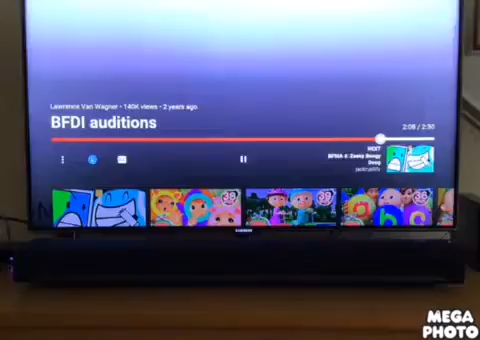 Lawrence Van Wagner • 140K views • 2 years ago
BFDI auditions
2:08 / 2:30
NEXT
BFMA 4: Zeeky Boogy
Doog
jacknjellify
SAMSUNG
MEGA
PHOTO